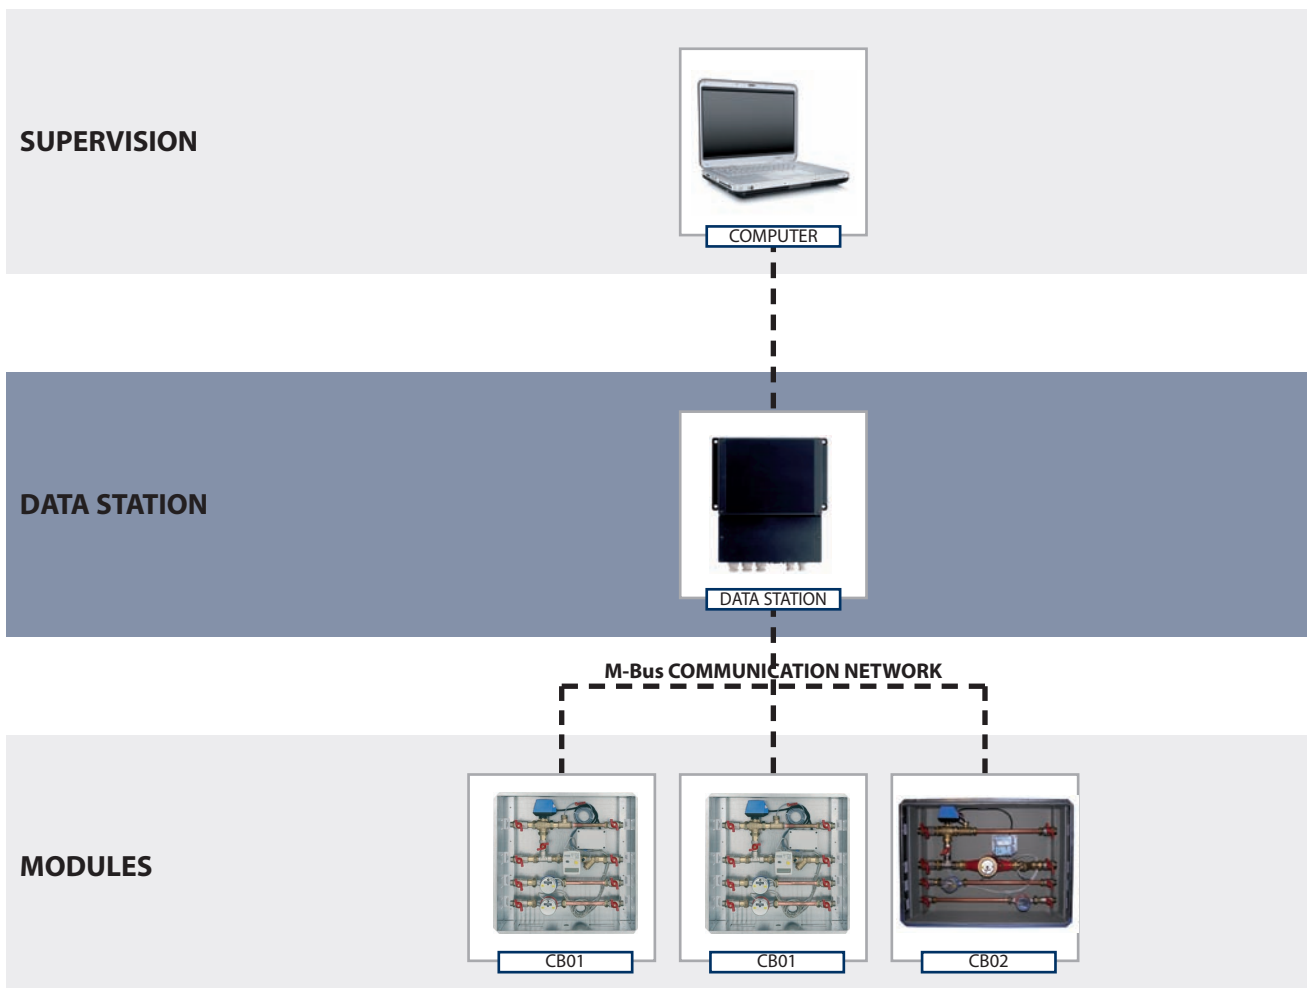 SUPERVISION
COMPUTER
DATA STATION
DATA STATION
M-Bus COMMUNICATION NETWORK
MODULES
CB01
CB01
CB02